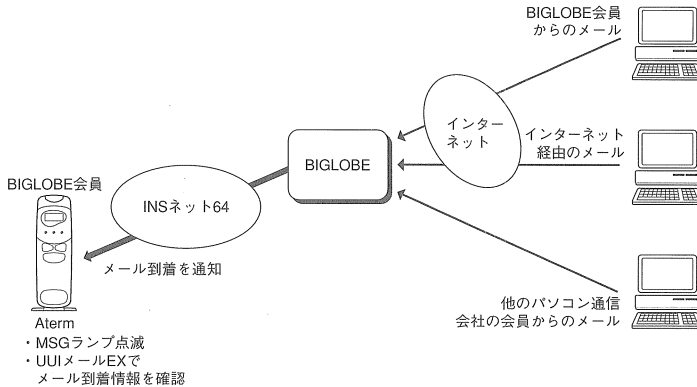 BIGLOBE会員
からのメール
インター
ネット
インターネット
経由のメール
BIGLOBE
BIGLOBE会員
INSネット64
メール到着を通知
他のパソコン通信
会社の会員からのメール
Aterm
・MSGランプ点滅
・UUIメールEXで
メール到着情報を確認